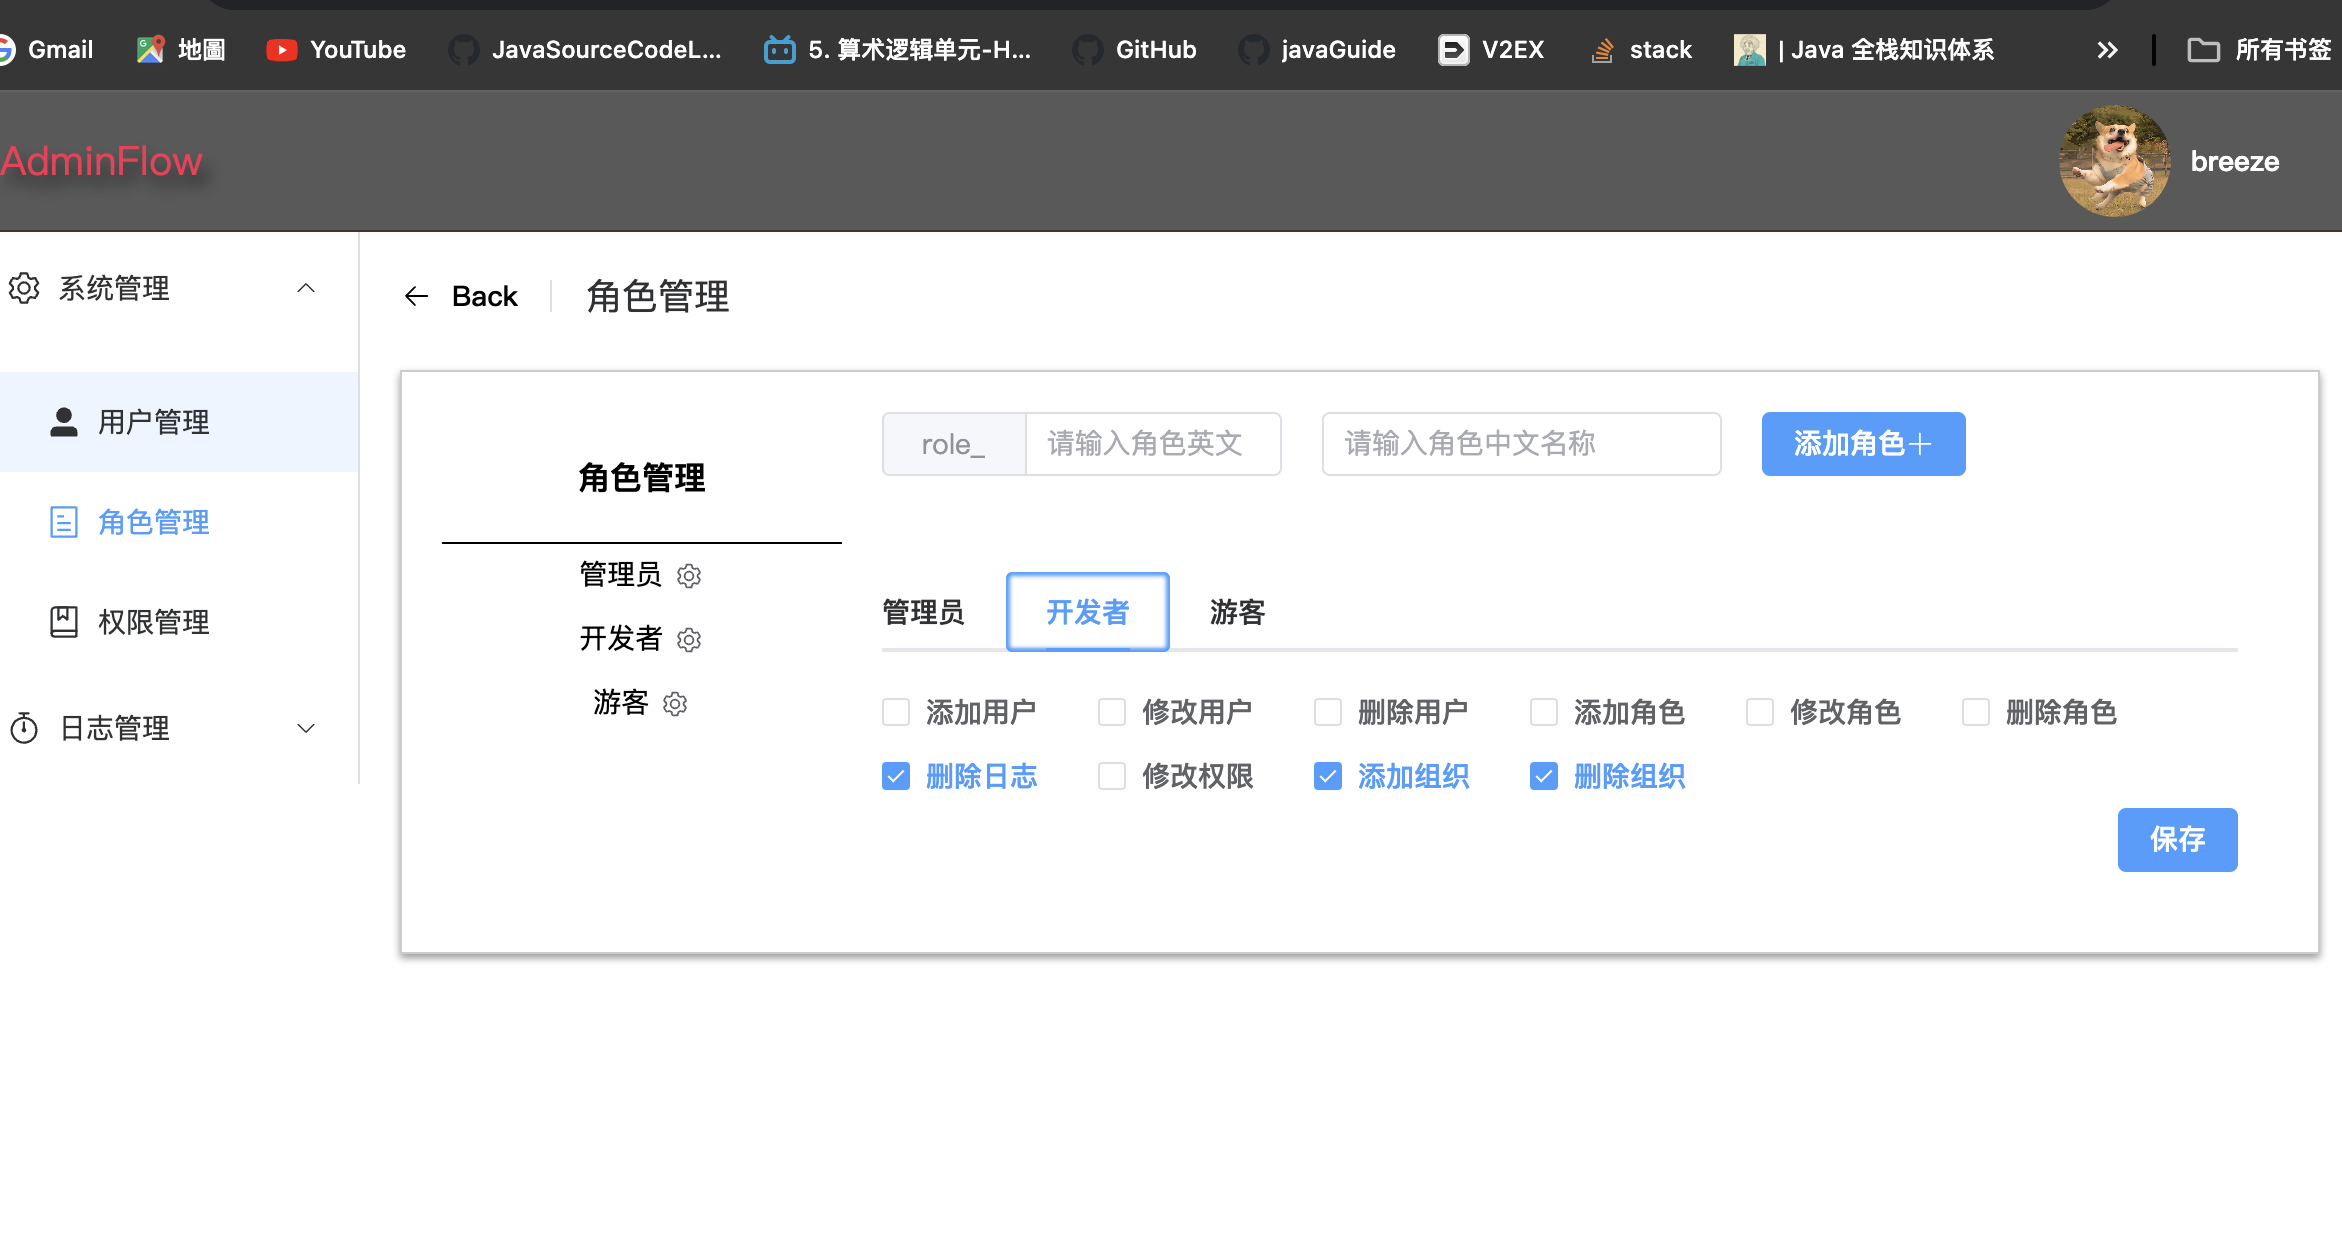 Gmail 地圖 YouTube JavaSourceCodeL... 5. 算术逻辑单元-H... GitHub javaGuide V2EX stack | Java 全栈知识体系 所有书签
AdminFlow breeze
系统管理
用户管理
角色管理
权限管理
日志管理
Back 角色管理
角色管理
管理员
开发者
游客
role_ 请输入角色英文 请输入角色中文名称 添加角色
管理员 开发者 游客
添加用户 修改用户 删除用户 添加角色 修改角色 删除角色
删除日志 修改权限 添加组织 删除组织
保存